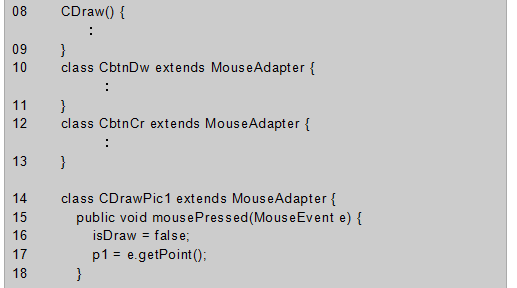 08 CDraw() {
:
09 }
10 class CbtnDw extends MouseAdapter {
:
11 }
12 class CbtnCr extends MouseAdapter {
:
13 }
14 class CDrawPic1 extends MouseAdapter {
15 public void mousePressed(MouseEvent e) {
16 isDraw = false;
17 p1 = e.getPoint();
18 }